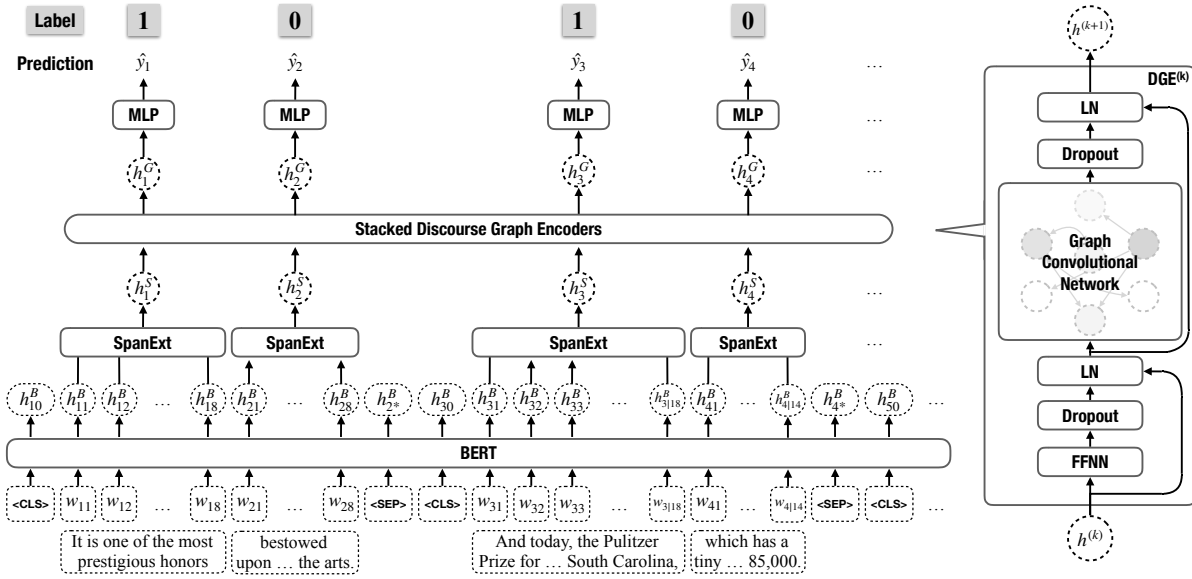 Label 1 0 1 0
Prediction ŷ₁ ŷ₂ ŷ₃ ŷ₄ ...
MLP MLP MLP MLP ...
h₁ᴳ h₂ᴳ h₃ᴳ h₄ᴳ ...
Stacked Discourse Graph Encoders
h₁ˢ h₂ˢ h₃ˢ h₄ˢ ...
SpanExt SpanExt SpanExt SpanExt ...
h₁₀ᴮ h₁₁ᴮ h₁₂ᴮ ... h₁₈ᴮ h₂₁ᴮ ... h₂₈ᴮ h₂*ᴮ h₃₀ᴮ h₃₁ᴮ h₃₂ᴮ h₃₃ᴮ ... h₃|₁₈ᴮ h₄₁ᴮ ... h₄|₁₄ᴮ h₄*ᴮ h₅₀ᴮ ...
BERT
<CLS> w₁₁ w₁₂ ... w₁₈ w₂₁ ... w₂₈ <SEP> <CLS> w₃₁ w₃₂ w₃₃ ... w₃|₁₈ w₄₁ ... w₄|₁₄ <SEP> <CLS> ...
It is one of the most
prestigious honors
bestowed
upon ... the arts.
And today, the Pulitzer
Prize for ... South Carolina,
which has a
tiny ... 85,000.
h⁽ᵏ⁺¹⁾
DGE⁽ᵏ⁾
LN
Dropout
Graph
Convolutional
Network
LN
Dropout
FFNN
h⁽ᵏ⁾